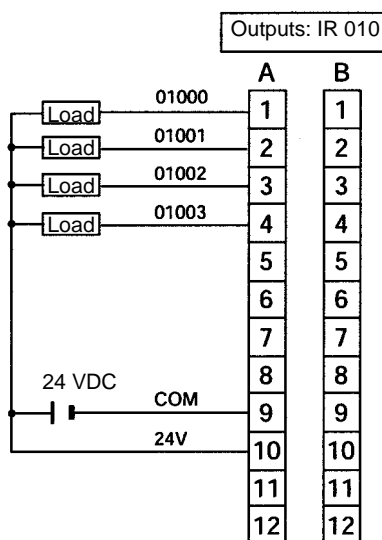 Outputs: IR 010
A B
Load 01000 1 1
Load 01001 2 2
Load 01002 3 3
Load 01003 4 4
5 5
6 6
7 7
8 8
24 VDC
COM 9 9
24V 10 10
11 11
12 12